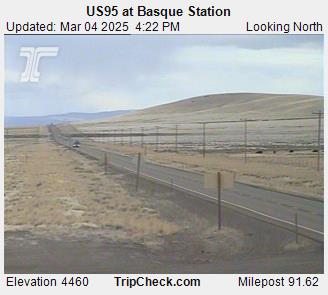 US95 at Basque Station
Updated: Mar 04 2025 4:22 PM Looking North
Elevation 4460 TripCheck.com Milepost 91.62